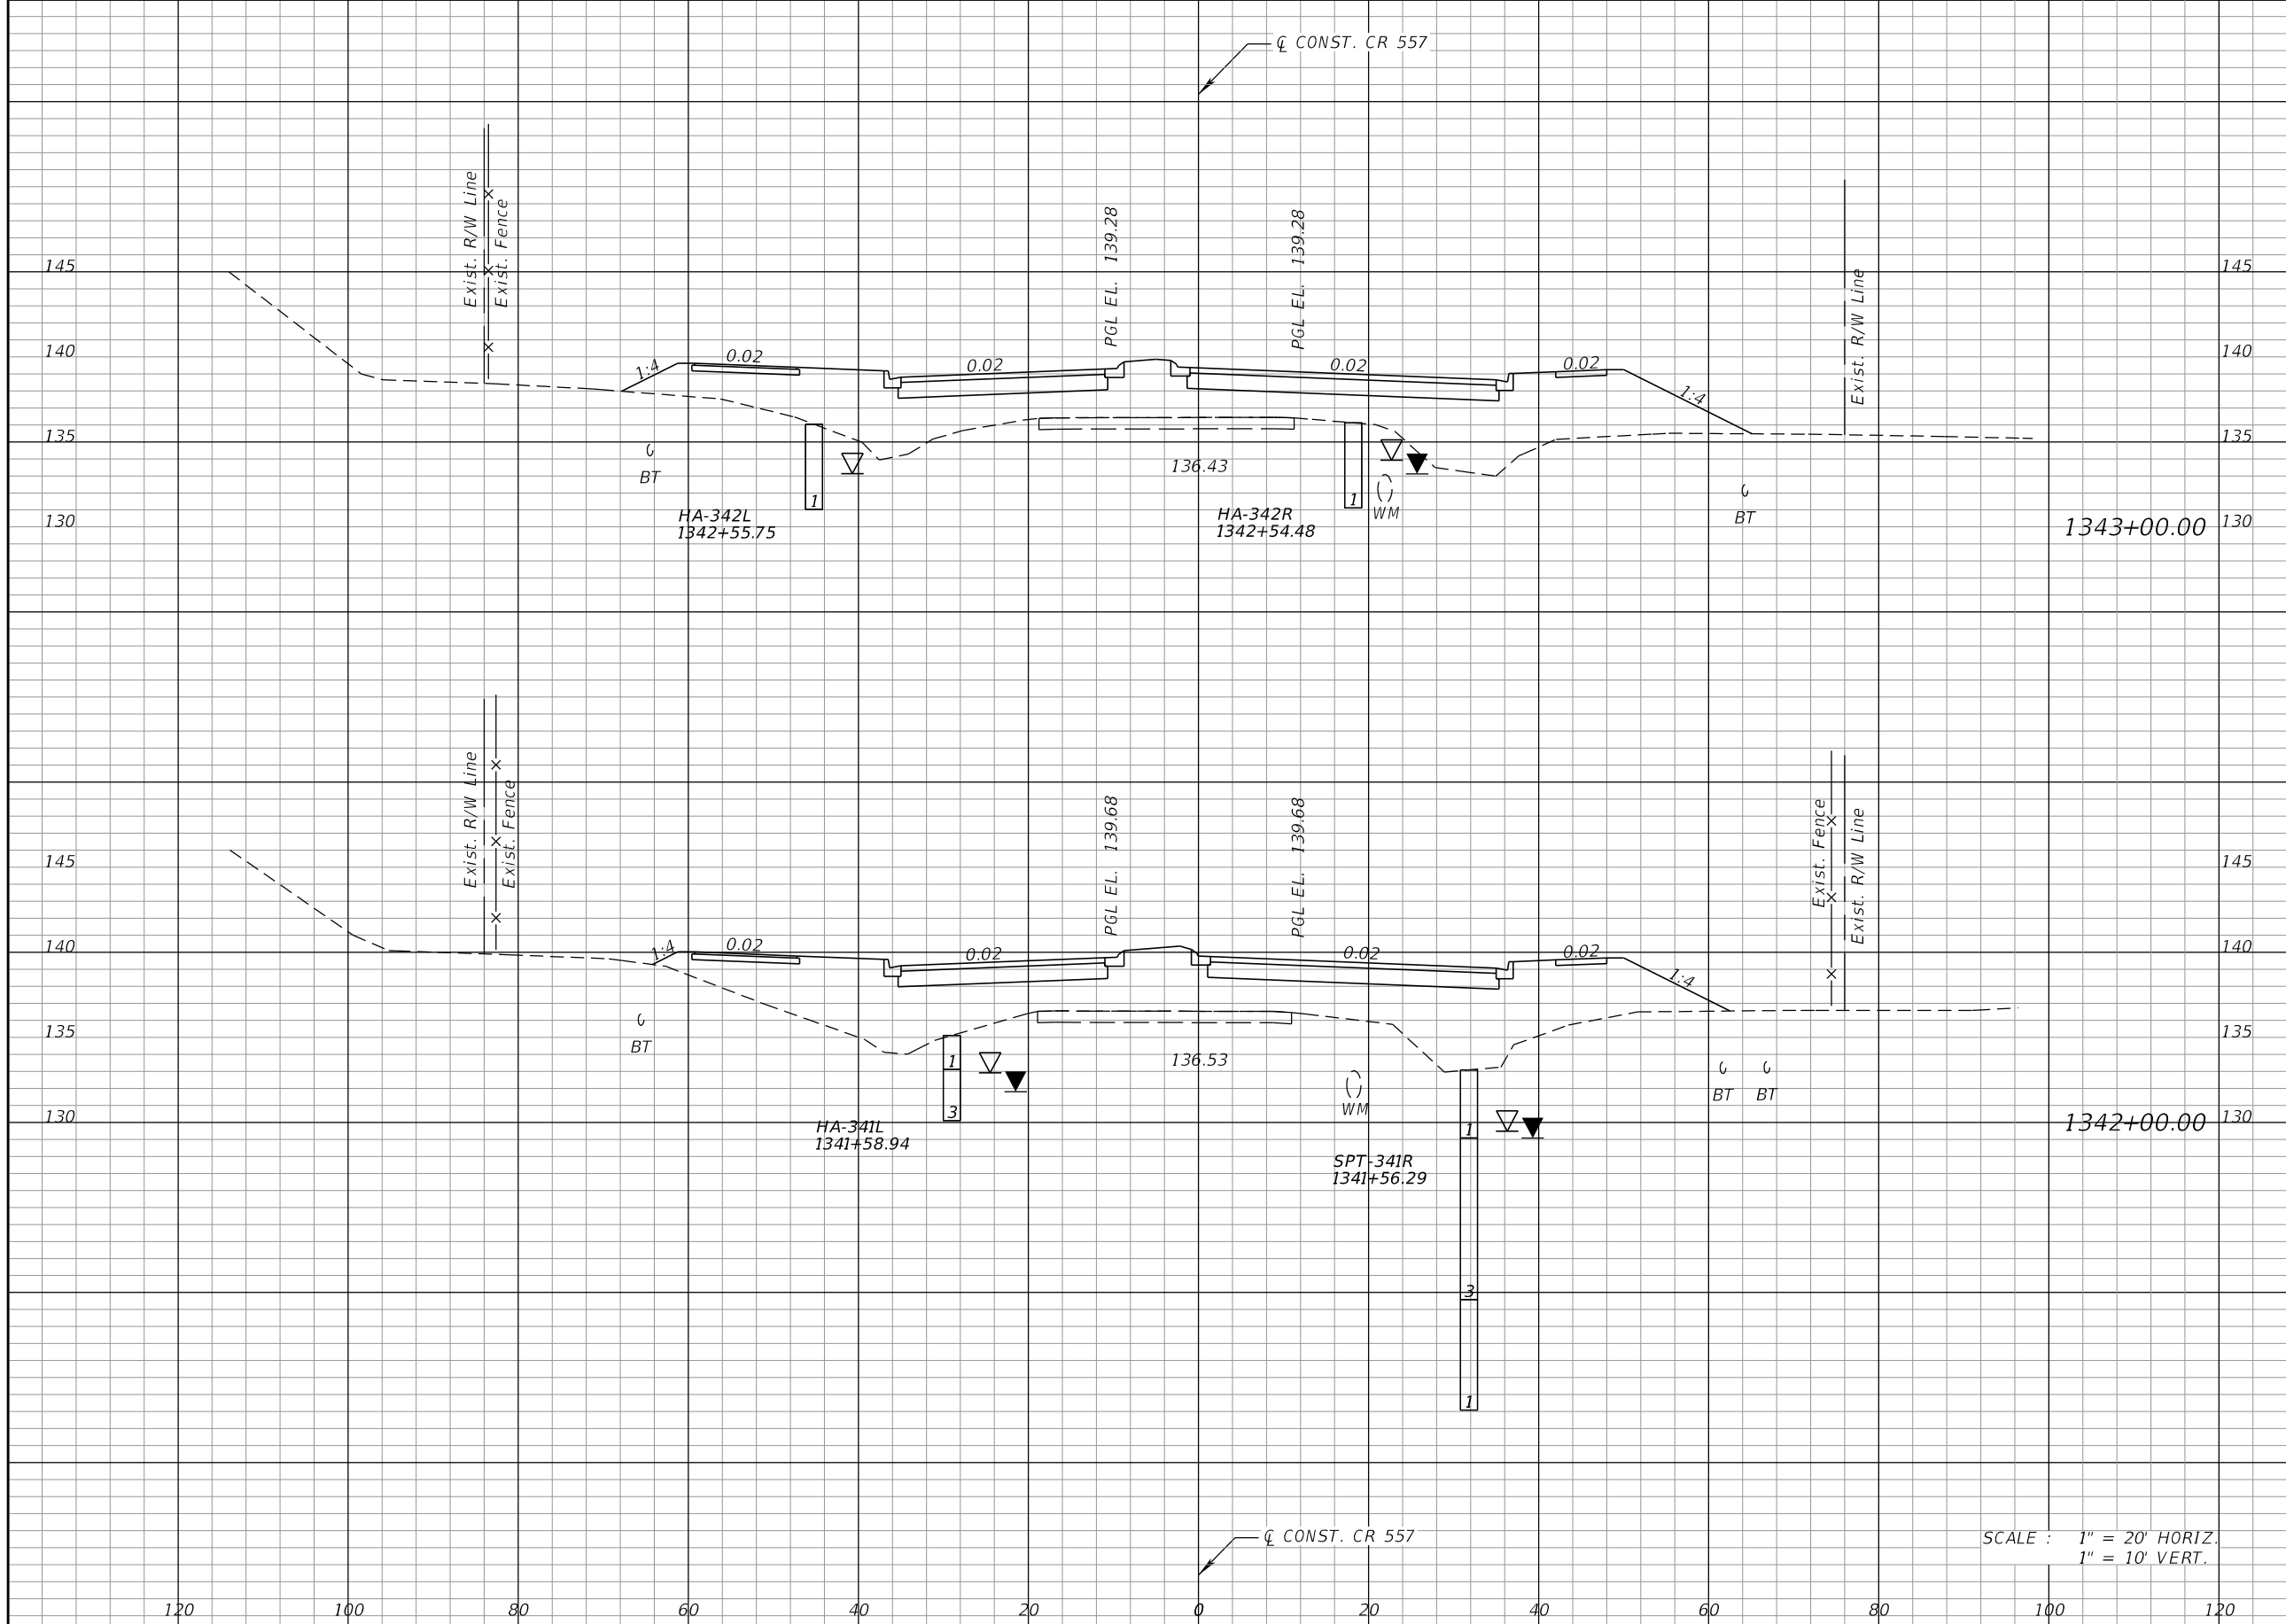 ℄ CONST. CR 557
Exist. R/W Line
Exist. Fence
PGL EL. 139.28
PGL EL. 139.28
Exist. R/W Line
145
145
140
140
1:4
0.02
0.02
0.02
0.02
1:4
135
135
BT
136.43
1
1
WM
BT
HA-342L
1342+55.75
HA-342R
1342+54.48
130
1343+00.00
130
Exist. R/W Line
Exist. Fence
PGL EL. 139.68
PGL EL. 139.68
Exist. Fence
Exist. R/W Line
145
145
140
140
1:4
0.02
0.02
0.02
0.02
1:4
135
135
BT
1
3
136.53
WM
BT
BT
130
1342+00.00
130
HA-341L
1341+58.94
1
SPT-341R
1341+56.29
3
1
℄ CONST. CR 557
SCALE : 1" = 20' HORIZ.
1" = 10' VERT.
120 100 80 60 40 20 0 20 40 60 80 100 120